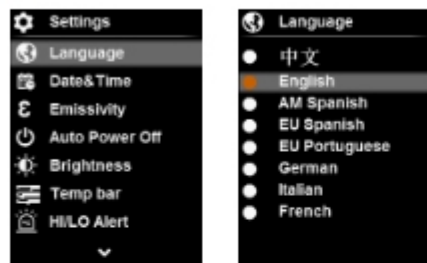 Settings
Language
Date&Time
Emissivity
Auto Power Off
Brightness
Temp bar
HI/LO Alert
Language
中文
English
AM Spanish
EU Spanish
EU Portuguese
German
Italian
French